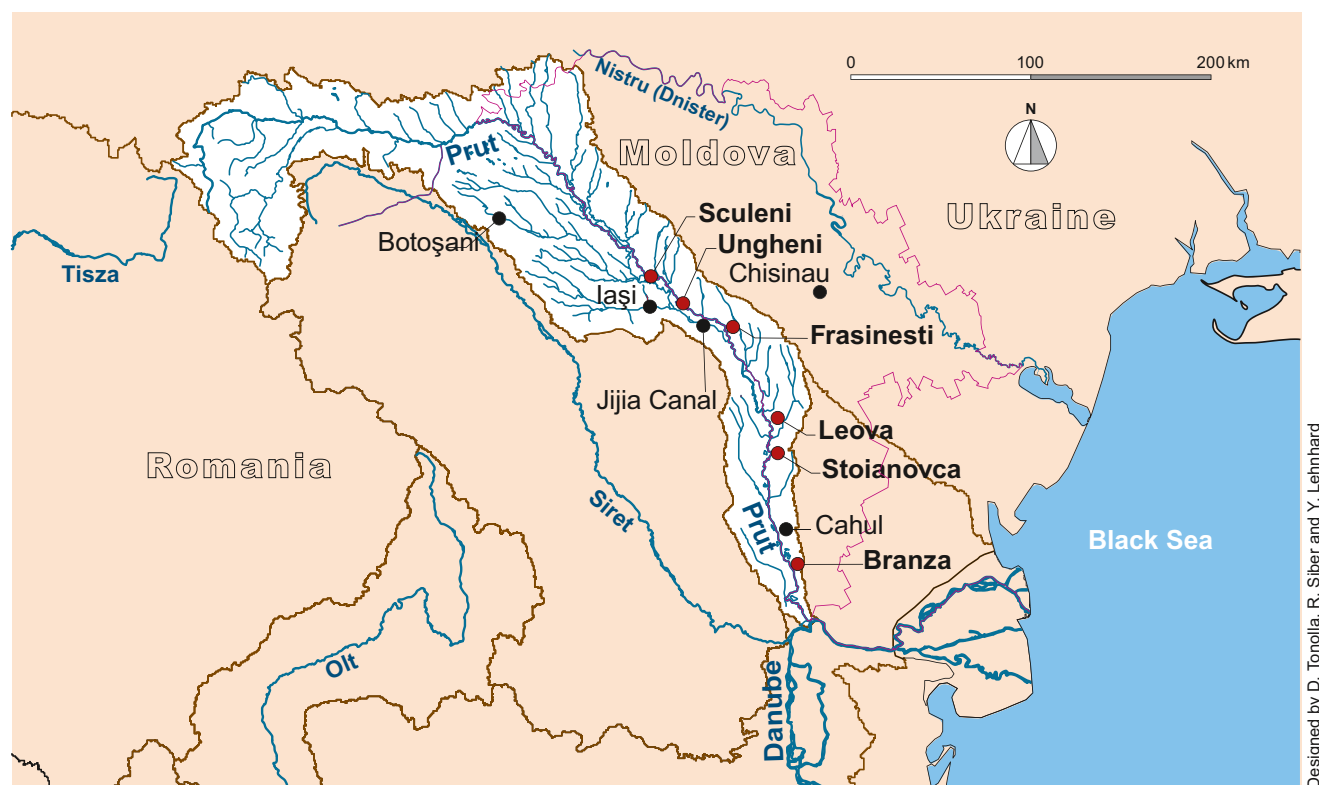 0 100 200 km
Nistru (Dnister)
N
Moldova
Prut
Ukraine
Sculeni
Botoşani
Ungheni
Tisza
Chisinau
Iaşi
Frasinesti
Jijia Canal
Leova
Romania
Stoianovca
Siret
Prut
Cahul
Black Sea
Branza
Olt
Danube
Designed by D. Tonolla, R. Siber and Y. Lehnhard